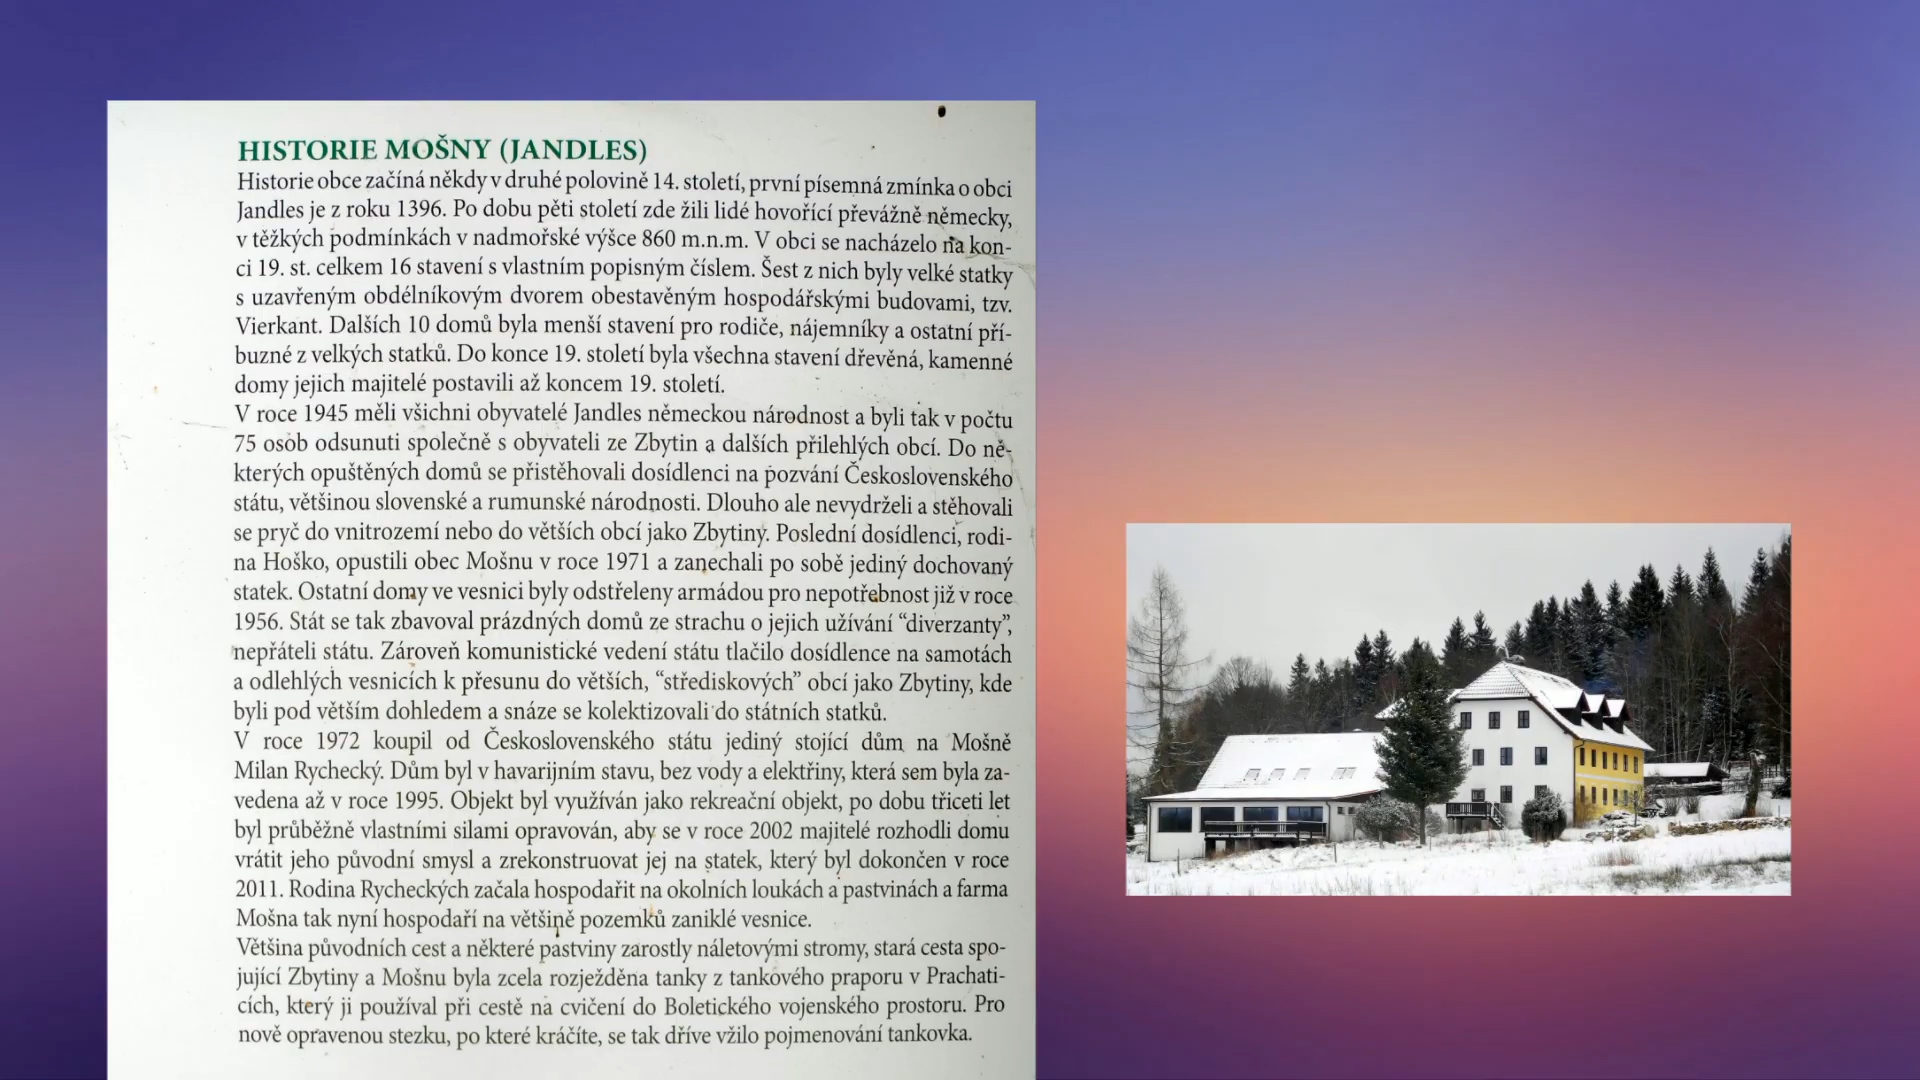 HISTORIE MOŠNY (JANDLES)
Historie obce začíná někdy v druhé polovině 14. století, první písemná zmínka o obci
Jandles je z roku 1396. Po dobu pěti století zde žili lidé hovořící převážně německy,
v těžkých podmínkách v nadmořské výšce 860 m.n.m. V obci se nacházelo na kon-
ci 19. st. celkem 16 stavení s vlastním popisným číslem. Šest z nich byly velké statky
s uzavřeným obdélníkovým dvorem obestavěným hospodářskými budovami, tzv.
Vierkant. Dalších 10 domů byla menší stavení pro rodiče, nájemníky a ostatní pří-
buzné z velkých statků. Do konce 19. století byla všechna stavení dřevěná, kamenné
domy jejich majitelé postavili až koncem 19. století.
V roce 1945 měli všichni obyvatelé Jandles německou národnost a byli tak v počtu
75 osob odsunuti společně s obyvateli ze Zbytin a dalších přilehlých obcí. Do ně-
kterých opuštěných domů se přistěhovali dosídlenci na pozvání Československého
státu, většinou slovenské a rumunské národnosti. Dlouho ale nevydrželi a stěhovali
se pryč do vnitrozemí nebo do větších obcí jako Zbytiny. Poslední dosídlenci, rodi-
na Hoško, opustili obec Mošnu v roce 1971 a zanechali po sobě jediný dochovaný
statek. Ostatní domy ve vesnici byly odstřeleny armádou pro nepotřebnost již v roce
1956. Stát se tak zbavoval prázdných domů ze strachu o jejich užívání “diverzanty”,
nepřáteli státu. Zároveň komunistické vedení státu tlačilo dosídlence na samotách
a odlehlých vesnicích k přesunu do větších, “střediskových” obcí jako Zbytiny, kde
byli pod větším dohledem a snáze se kolektizovali do státních statků.
V roce 1972 koupil od Československého státu jediný stojící dům na Mošně
Milan Rychecký. Dům byl v havarijním stavu, bez vody a elektřiny, která sem byla za-
vedena až v roce 1995. Objekt byl využíván jako rekreační objekt, po dobu třiceti let
byl průběžně vlastními silami opravován, aby se v roce 2002 majitelé rozhodli domu
vrátit jeho původní smysl a zrekonstruovat jej na statek, který byl dokončen v roce
2011. Rodina Rycheckých začala hospodařit na okolních loukách a pastvinách a farma
Mošna tak nyní hospodaří na většině pozemků zaniklé vesnice.
Většina původních cest a některé pastviny zarostly náletovými stromy, stará cesta spo-
jující Zbytiny a Mošnu byla zcela rozježděna tanky z tankového praporu v Prachati-
cích, který ji používal při cestě na cvičení do Boletického vojenského prostoru. Pro
nově opravenou stezku, po které kráčíte, se tak dříve vžilo pojmenování tankovka.